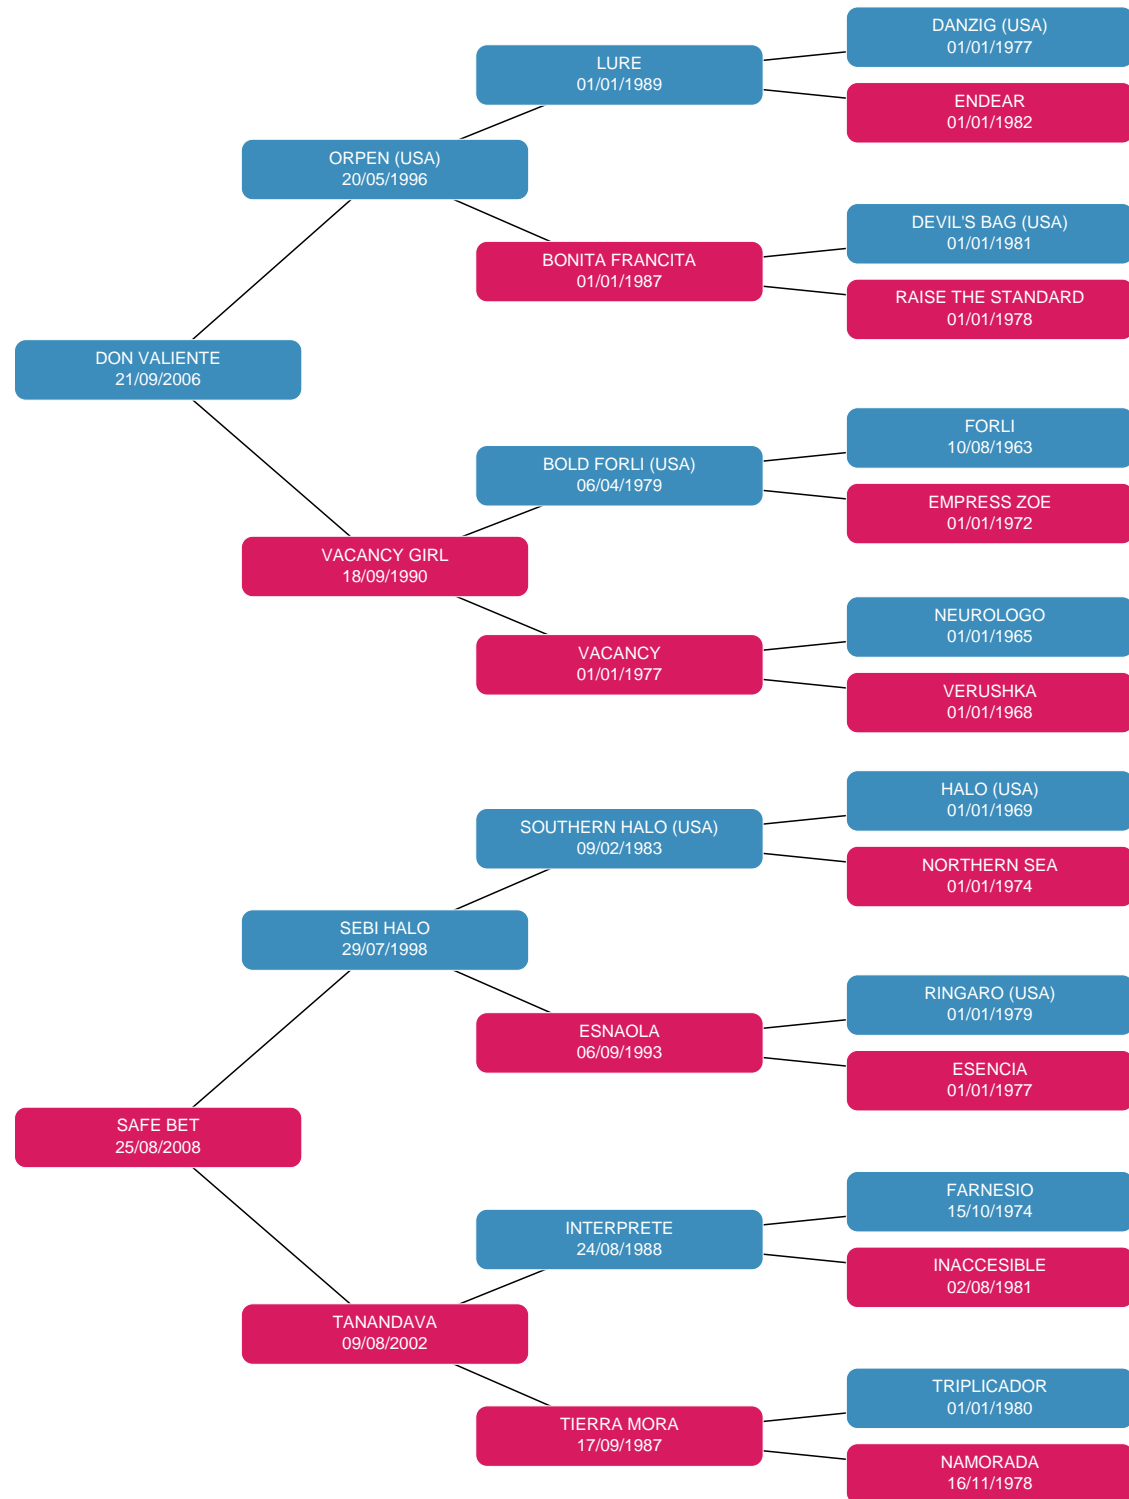 DANZIG (USA)
01/01/1977
LURE
01/01/1989
ENDEAR
01/01/1982
ORPEN (USA)
20/05/1996
DEVIL'S BAG (USA)
01/01/1981
BONITA FRANCITA
01/01/1987
RAISE THE STANDARD
01/01/1978
DON VALIENTE
21/09/2006
FORLI
10/08/1963
BOLD FORLI (USA)
06/04/1979
EMPRESS ZOE
01/01/1972
VACANCY GIRL
18/09/1990
NEUROLOGO
01/01/1965
VACANCY
01/01/1977
VERUSHKA
01/01/1968
HALO (USA)
01/01/1969
SOUTHERN HALO (USA)
09/02/1983
NORTHERN SEA
01/01/1974
SEBI HALO
29/07/1998
RINGARO (USA)
01/01/1979
ESNAOLA
06/09/1993
ESENCIA
01/01/1977
SAFE BET
25/08/2008
FARNESIO
15/10/1974
INTERPRETE
24/08/1988
INACCESIBLE
02/08/1981
TANANDAVA
09/08/2002
TRIPLICADOR
01/01/1980
TIERRA MORA
17/09/1987
NAMORADA
16/11/1978